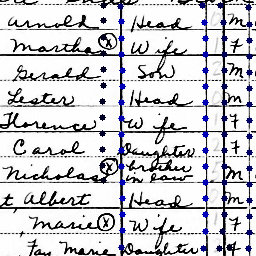 Arnold Head M
Martha Ⓧ Wife F
Gerald Son M
Lester Head M
Florence Wife F
Carol Daughter F
Nicholas Ⓧ brother in law M
t, Albert Head M
, Marie Ⓧ Wife F
Fay Marie Daughter F